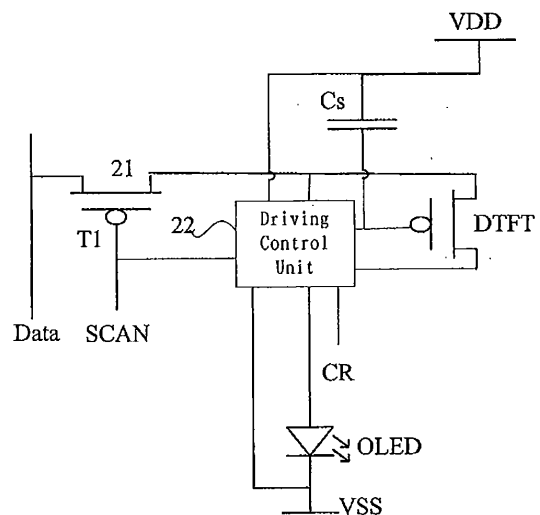 VDD
Cs
21
22
Driving
Control
Unit
DTFT
T1
Data
SCAN
CR
OLED
VSS